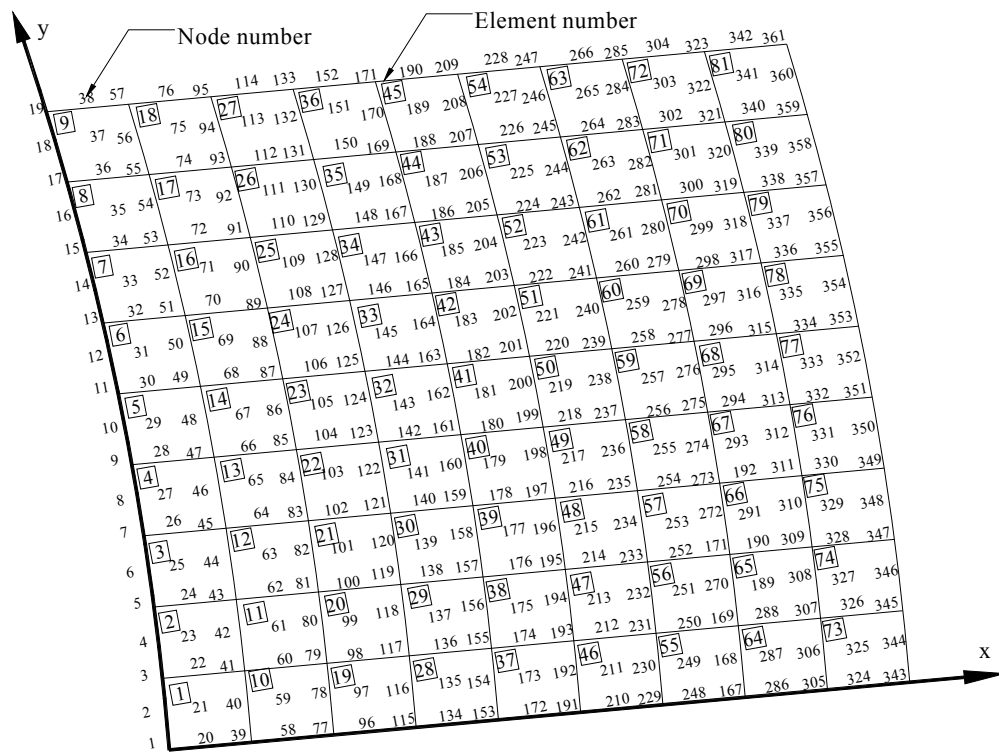 y
Node number
Element number
19 38 57 76 95 114 133 152 171 190 209 228 247 266 285 304 323 342 361
9 18 27 36 45 54 63 72 81
18 37 56 75 94 113 132 151 170 189 208 227 246 265 284 303 322 341 360
17 36 55 74 93 112 131 150 169 188 207 226 245 264 283 302 321 340 359
8 17 26 35 44 53 62 71 80
16 35 54 73 92 111 130 149 168 187 206 225 244 263 282 301 320 339 358
15 34 53 72 91 110 129 148 167 186 205 224 243 262 281 300 319 338 357
7 16 25 34 43 52 61 70 79
14 33 52 71 90 109 128 147 166 185 204 223 242 261 280 299 318 337 356
13 32 51 70 89 108 127 146 165 184 203 222 241 260 279 298 317 336 355
6 15 24 33 42 51 60 69 78
12 31 50 69 88 107 126 145 164 183 202 221 240 259 278 297 316 335 354
11 30 49 68 87 106 125 144 163 182 201 220 239 258 277 296 315 334 353
5 14 23 32 41 50 59 68 77
10 29 48 67 86 105 124 143 162 181 200 219 238 257 276 295 314 333 352
9 28 47 66 85 104 123 142 161 180 199 218 237 256 275 294 313 332 351
4 13 22 31 40 49 58 67 76
8 27 46 65 84 103 122 141 160 179 198 217 236 255 274 293 312 331 350
7 26 45 64 83 102 121 140 159 178 197 216 235 254 273 192 311 330 349
3 12 21 30 39 48 57 66 75
6 25 44 63 82 101 120 139 158 177 196 215 234 253 272 291 310 329 348
5 24 43 62 81 100 119 138 157 176 195 214 233 252 171 190 309 328 347
2 11 20 29 38 47 56 65 74
4 23 42 61 80 99 118 137 156 175 194 213 232 251 270 189 308 327 346
3 22 41 60 79 98 117 136 155 174 193 212 231 250 169 288 307 326 345
1 10 19 28 37 46 55 64 73
x
2 21 40 59 78 97 116 135 154 173 192 211 230 249 168 287 306 325 344
1 20 39 58 77 96 115 134 153 172 191 210 229 248 167 286 305 324 343